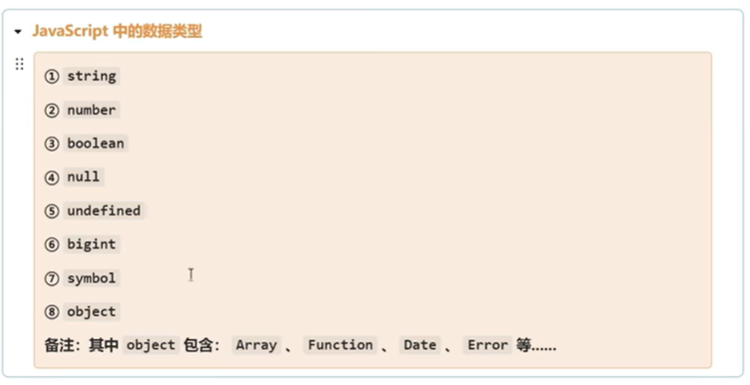 JavaScript 中的数据类型
① string
② number
③ boolean
④ null
⑤ undefined
⑥ bigint
⑦ symbol
⑧ object
备注：其中 object 包含： Array 、 Function 、 Date 、 Error 等......